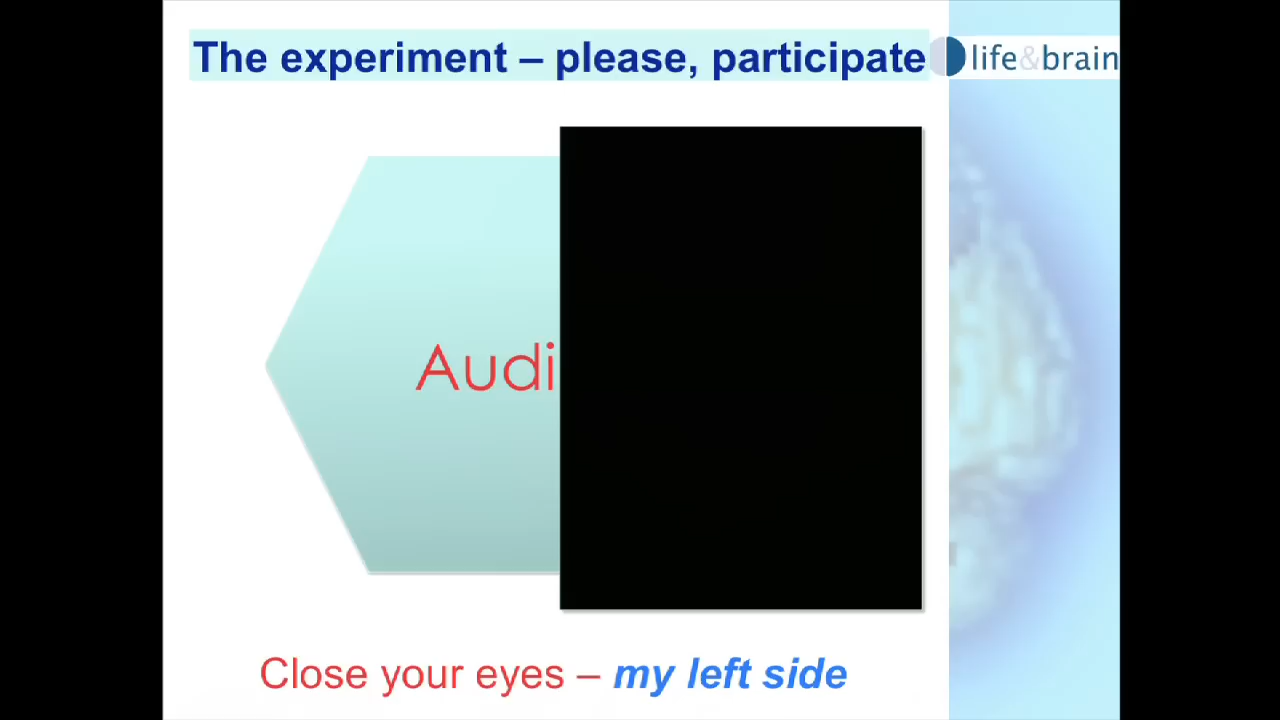 The experiment – please, participate
life&brain
Audi
Close your eyes – my left side